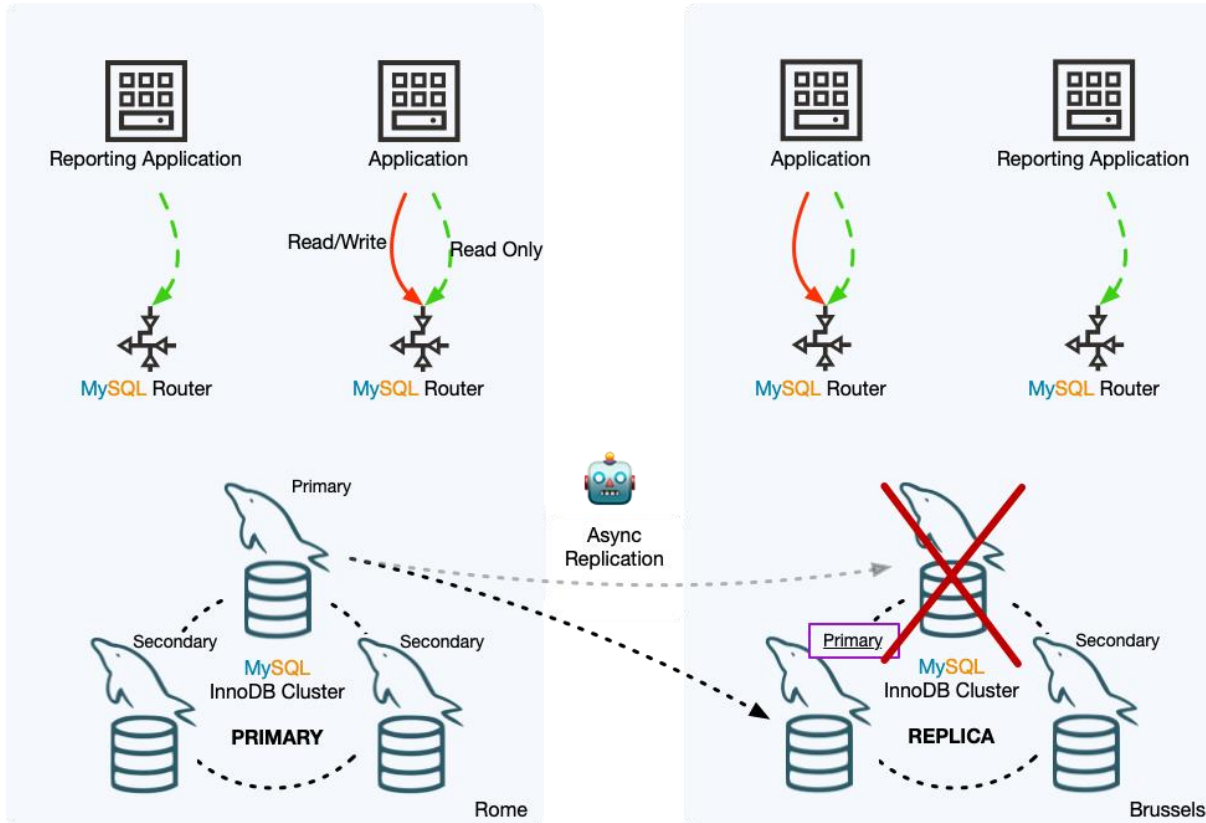 Reporting Application
Application
Application
Reporting Application
Read/Write
Read Only
MySQL Router
MySQL Router
MySQL Router
MySQL Router
Primary
Async
Replication
Secondary
Secondary
MySQL
InnoDB Cluster
PRIMARY
Rome
Primary
Secondary
MySQL
InnoDB Cluster
REPLICA
Brussels